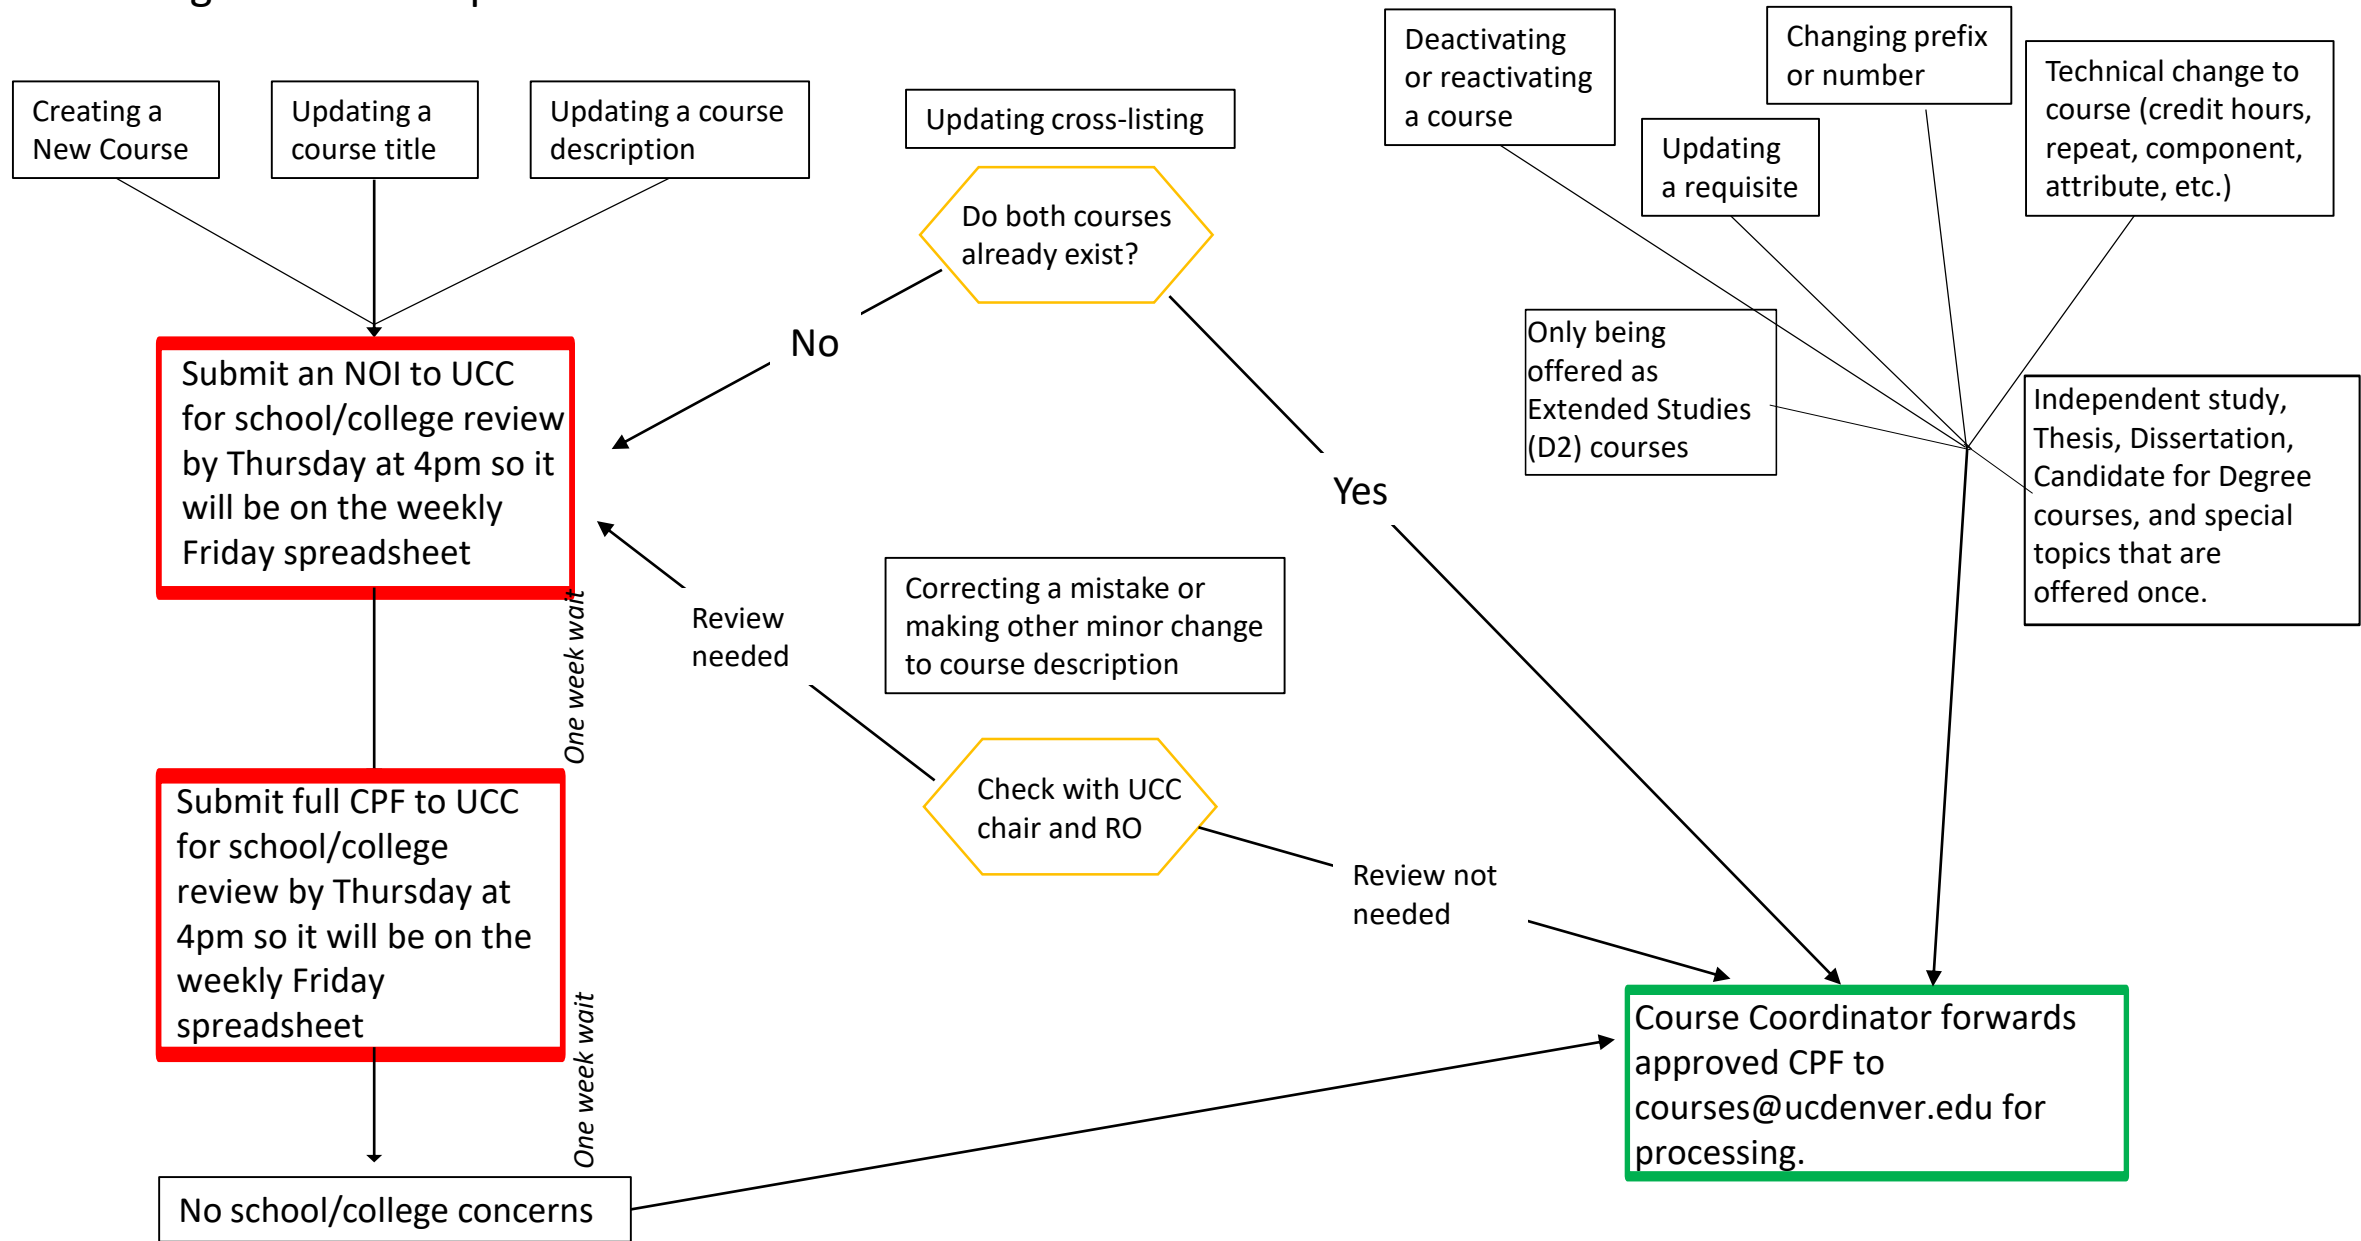 Creating a
New Course
Updating a
course title
Updating a course
description
Updating cross-listing
Deactivating
or reactivating
a course
Changing prefix
or number
Updating
a requisite
Technical change to
course (credit hours,
repeat, component,
attribute, etc.)
Do both courses
already exist?
No
Yes
Only being
offered as
Extended Studies
(D2) courses
Independent study,
Thesis, Dissertation,
Candidate for Degree
courses, and special
topics that are
offered once.
Submit an NOI to UCC
for school/college review
by Thursday at 4pm so it
will be on the weekly
Friday spreadsheet
One week wait
Review
needed
Correcting a mistake or
making other minor change
to course description
Check with UCC
chair and RO
Review not
needed
Submit full CPF to UCC
for school/college
review by Thursday at
4pm so it will be on the
weekly Friday
spreadsheet
One week wait
No school/college concerns
Course Coordinator forwards
approved CPF to
courses@ucdenver.edu for
processing.